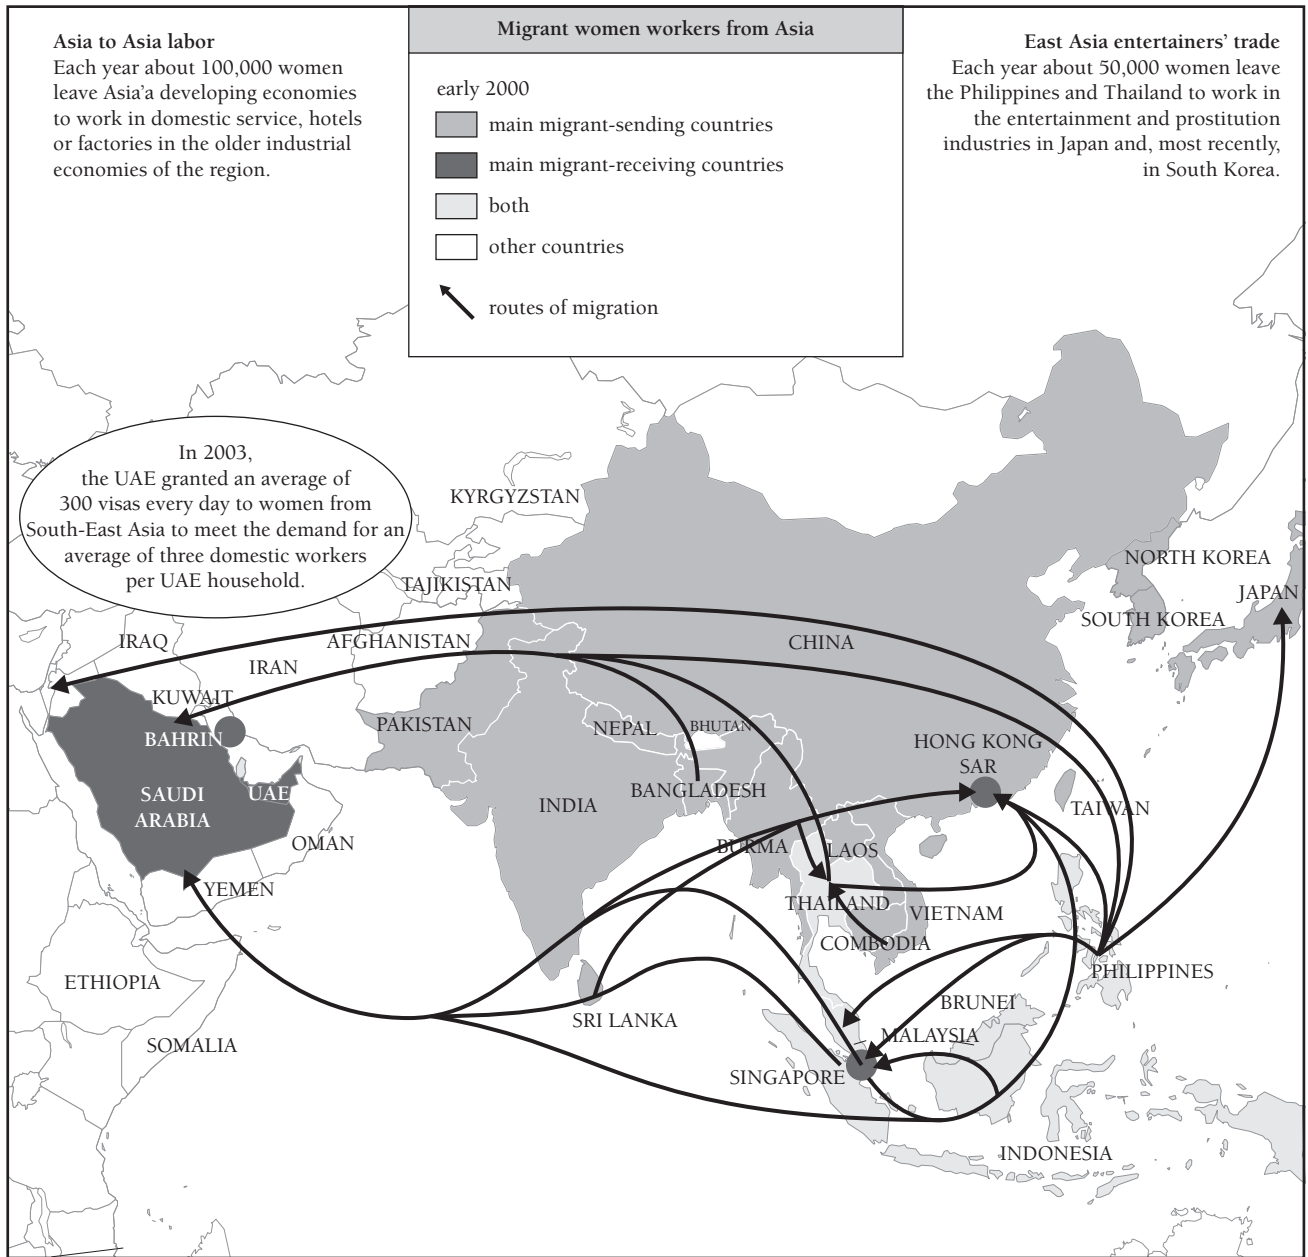 Asia to Asia labor
Each year about 100,000 women
leave Asia'a developing economies
to work in domestic service, hotels
or factories in the older industrial
economies of the region.
Migrant women workers from Asia
early 2000
main migrant-sending countries
main migrant-receiving countries
both
other countries
routes of migration
East Asia entertainers' trade
Each year about 50,000 women leave
the Philippines and Thailand to work in
the entertainment and prostitution
industries in Japan and, most recently,
in South Korea.
In 2003,
the UAE granted an average of
300 visas every day to women from
South-East Asia to meet the demand for an
average of three domestic workers
per UAE household.
KYRGYZSTAN
TAJIKISTAN
NORTH KOREA
JAPAN
SOUTH KOREA
IRAQ
AFGHANISTAN
CHINA
IRAN
KUWAIT
PAKISTAN
NEPAL
BHUTAN
BAHRIN
HONG KONG
SAR
SAUDI
ARABIA
UAE
INDIA
BANGLADESH
TAIWAN
OMAN
BURMA
LAOS
YEMEN
THAILAND
VIETNAM
COMBODIA
ETHIOPIA
PHILIPPINES
BRUNEI
SRI LANKA
SOMALIA
MALAYSIA
SINGAPORE
INDONESIA